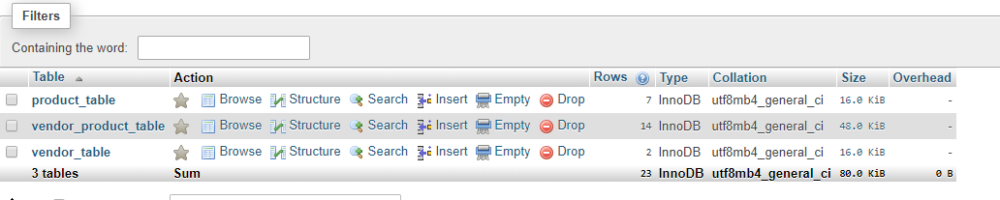 Filters
Containing the word:
Table Action Rows Type Collation Size Overhead
product_table Browse Structure Search Insert Empty Drop 7 InnoDB utf8mb4_general_ci 16.0 KiB -
vendor_product_table Browse Structure Search Insert Empty Drop 14 InnoDB utf8mb4_general_ci 48.0 KiB -
vendor_table Browse Structure Search Insert Empty Drop 2 InnoDB utf8mb4_general_ci 16.0 KiB -
3 tables Sum 23 InnoDB utf8mb4_general_ci 80.0 KiB 0 B